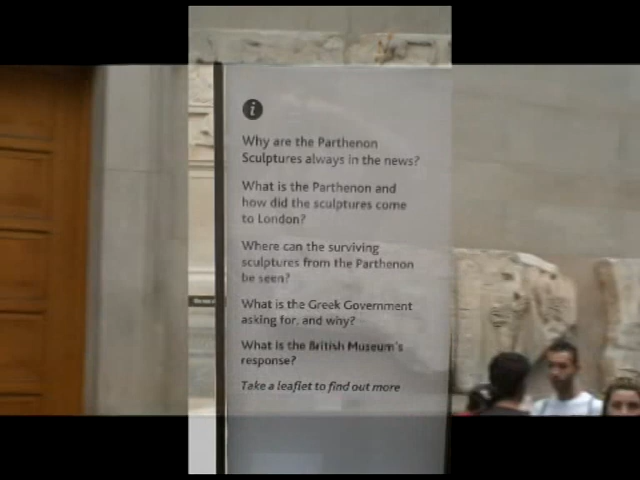 i
Why are the Parthenon
Sculptures always in the news?
What is the Parthenon and
how did the sculptures come
to London?
Where can the surviving
sculptures from the Parthenon
be seen?
What is the Greek Government
asking for, and why?
What is the British Museum's
response?
Take a leaflet to find out more